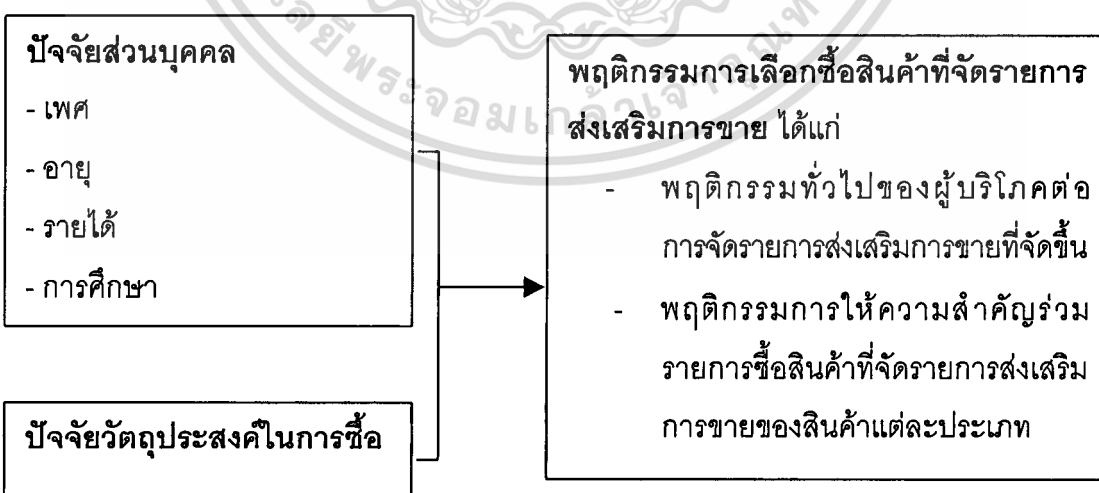 ปัจจัยส่วนบุคคล
- เพศ
- อายุ
- รายได้
- การศึกษา
ปัจจัยวัตถุประสงค์ในการซื้อ
พฤติกรรมการเลือกซื้อสินค้าที่จัดรายการ
ส่งเสริมการขาย ได้แก่
- พฤติกรรมทั่วไปของผู้บริโภคต่อ
การจัดรายการส่งเสริมการขายที่จัดขึ้น
- พฤติกรรมการให้ความสำคัญร่วม
รายการซื้อสินค้าที่จัดรายการส่งเสริม
การขายของสินค้าแต่ละประเภท